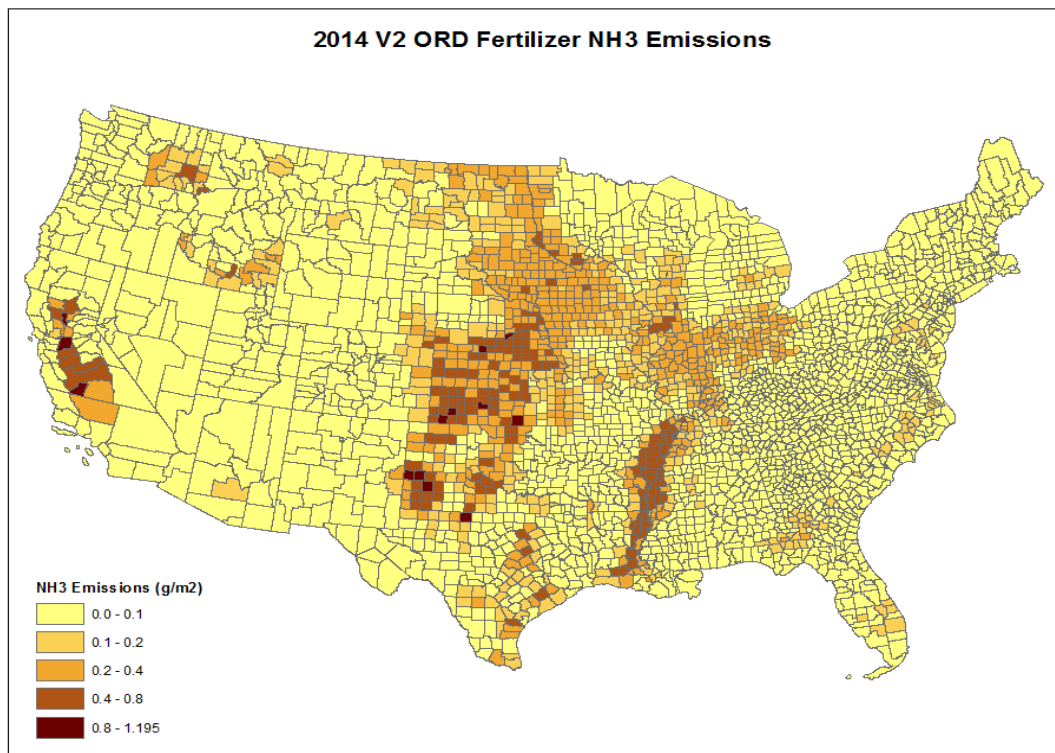 2014 V2 ORD Fertilizer NH3 Emissions
NH3 Emissions (g/m2)
0.0 - 0.1
0.1 - 0.2
0.2 - 0.4
0.4 - 0.8
0.8 - 1.195